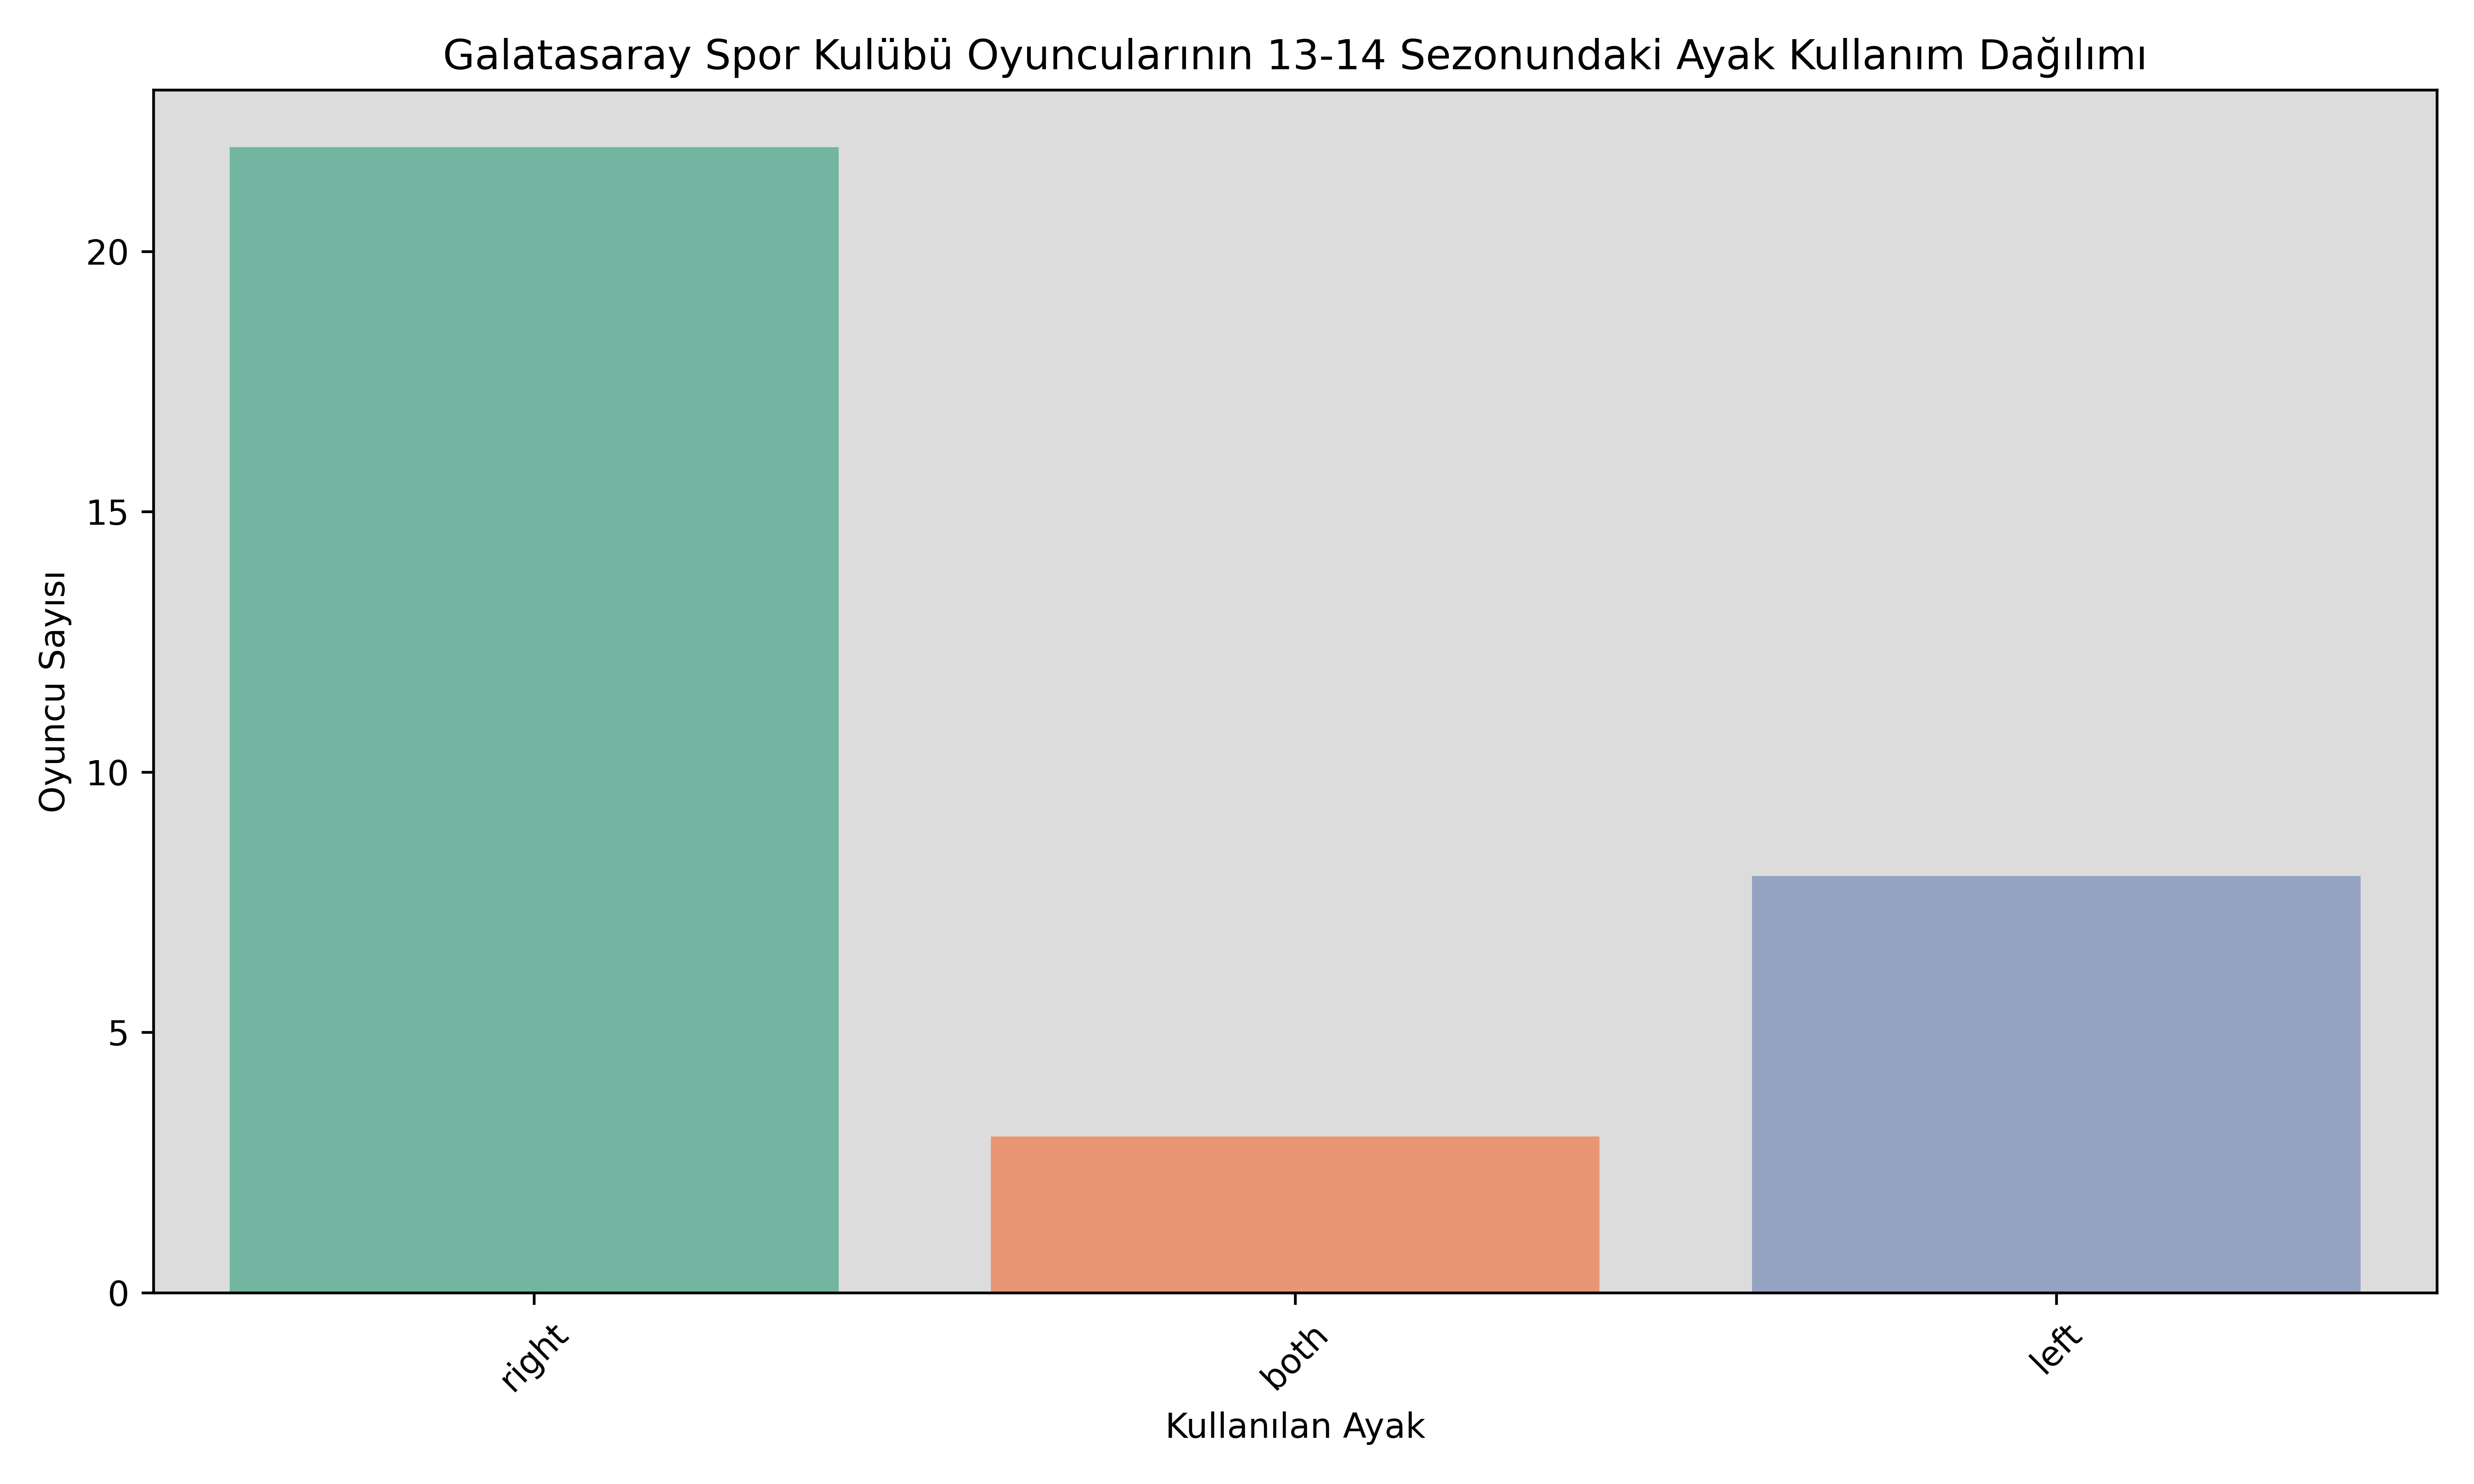 Galatasaray Spor Kulübü Oyuncularının 13-14 Sezonundaki Ayak Kullanım Dağılımı
Oyuncu Sayısı
20
15
10
5
0
right
both
left
Kullanılan Ayak